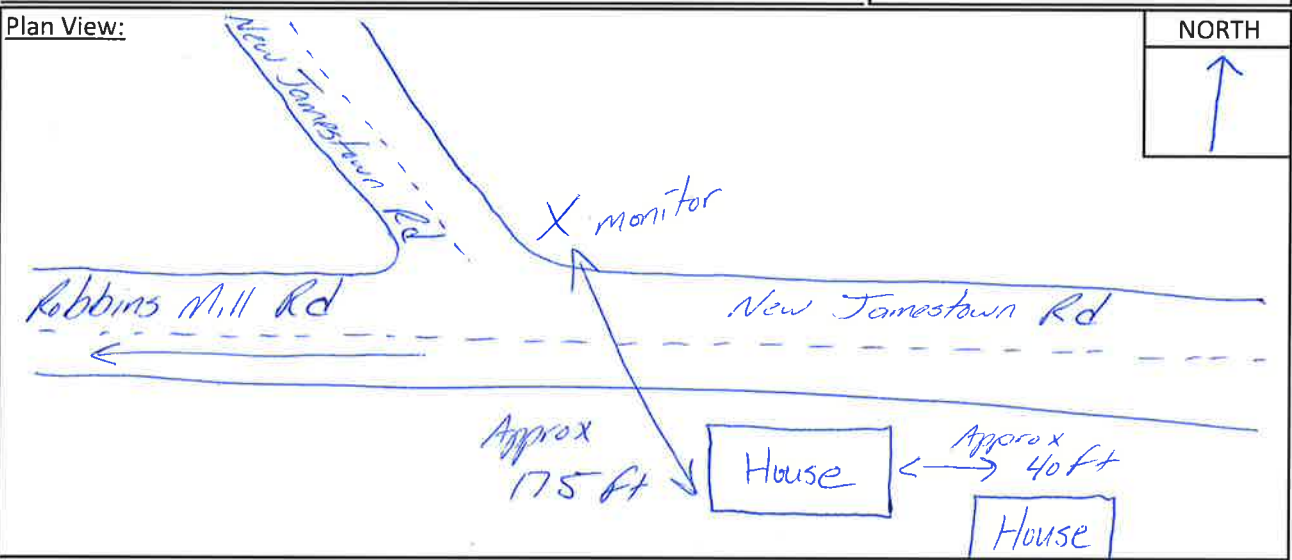 Plan View:
NORTH
New Jamestown Rd
X monitor
Robbins Mill Rd
New Jamestown Rd
Approx
175 ft
House
Approx
40 ft
House